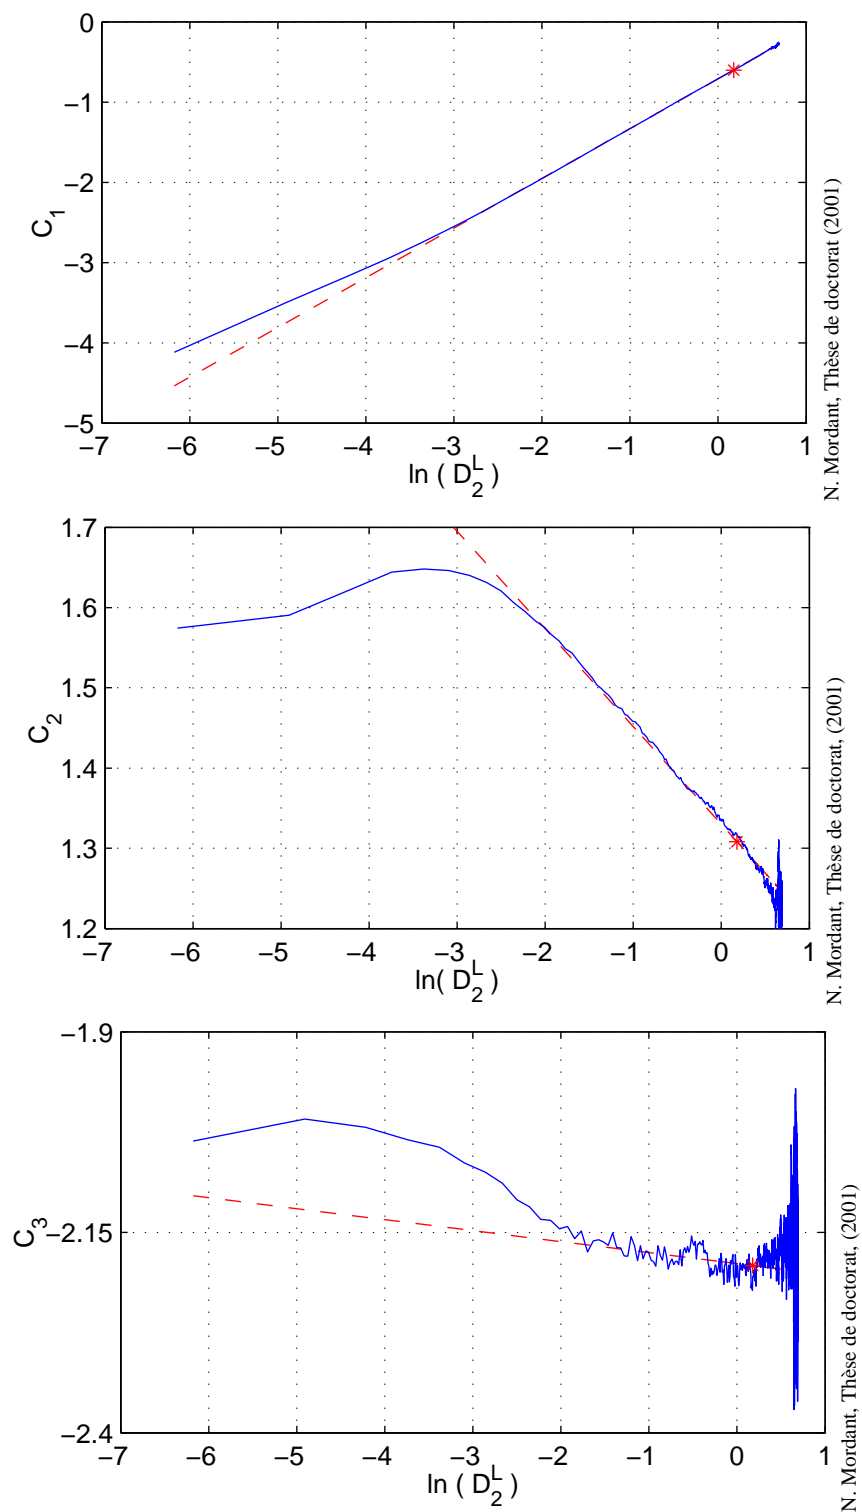 0
−1
−2
−3
−4
−5
C1
−7 −6 −5 −4 −3 −2 −1 0 1
ln ( D2L )
N. Mordant, Thèse de doctorat (2001)
1.7
1.6
1.5
1.4
1.3
1.2
C2
−7 −6 −5 −4 −3 −2 −1 0 1
ln( D2L )
N. Mordant, Thèse de doctorat, (2001)
−1.9
−2.15
−2.4
C3
−7 −6 −5 −4 −3 −2 −1 0 1
ln ( D2L )
N. Mordant, Thèse de doctorat, (2001)